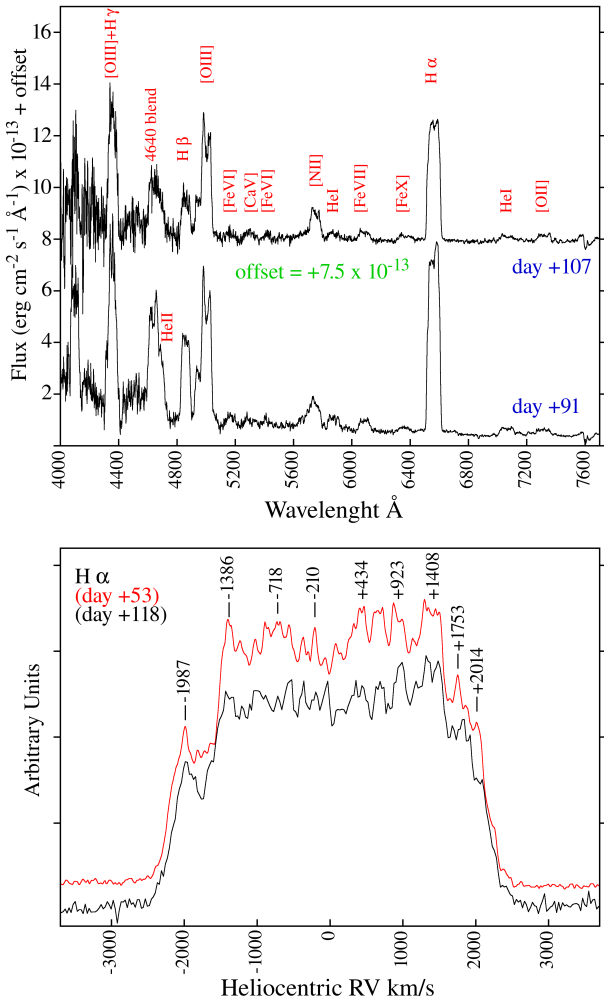 16
14
12
10
8
6
4
2
Flux (erg cm⁻² s⁻¹ Å⁻¹) x 10⁻¹³ + offset
[OIII]+Hγ
4640 blend
H β
[OIII]
[FeVI]
[CaV]
[FeVI]
[NII]
HeI
[FeVII]
[FeX]
H α
HeI
[OII]
offset = +7.5 x 10⁻¹³
day +107
HeII
day +91
4000
4400
4800
5200
5600
6000
6400
6800
7200
7600
Wavelenght Å
H α
(day +53)
(day +118)
-1987
-1386
-718
-210
+434
+923
+1408
+1753
+2014
Arbitrary Units
-3000
-2000
-1000
0
1000
2000
3000
Heliocentric RV km/s